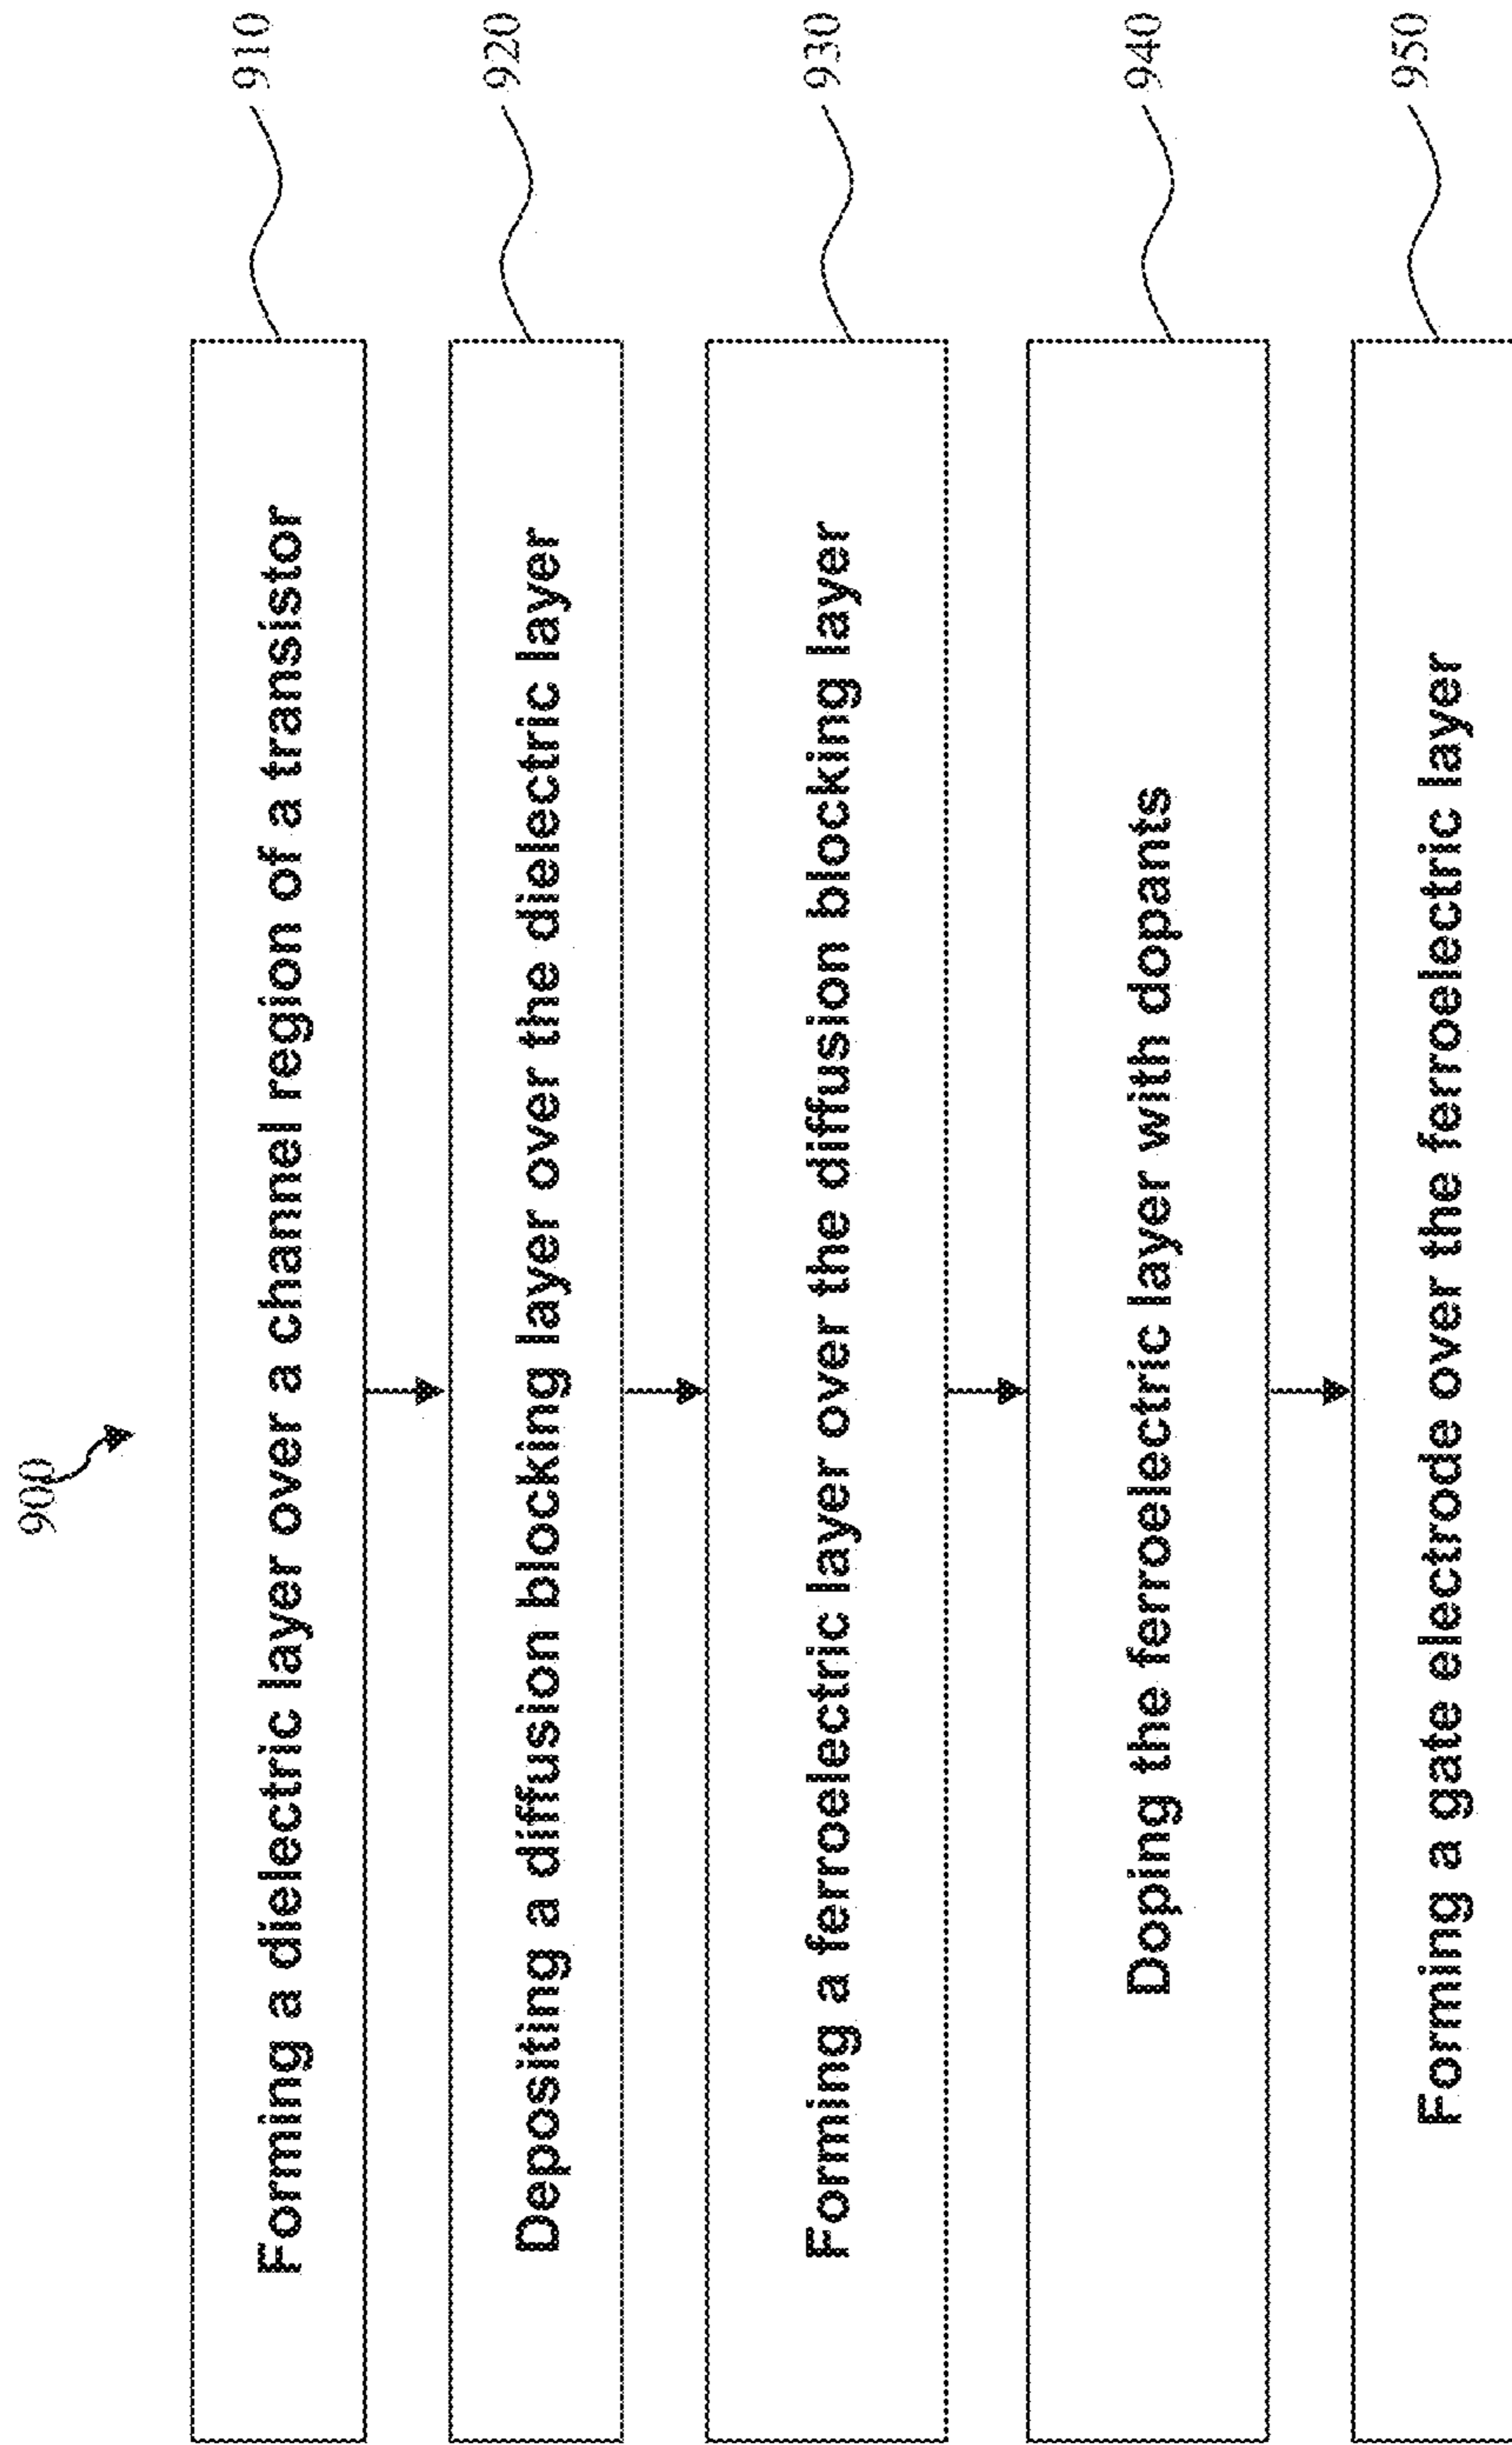 900
Forming a dielectric layer over a channel region of a transistor
910
Depositing a diffusion blocking layer over the dielectric layer
920
Forming a ferroelectric layer over the diffusion blocking layer
930
Doping the ferroelectric layer with dopants
940
Forming a gate electrode over the ferroelectric layer
950